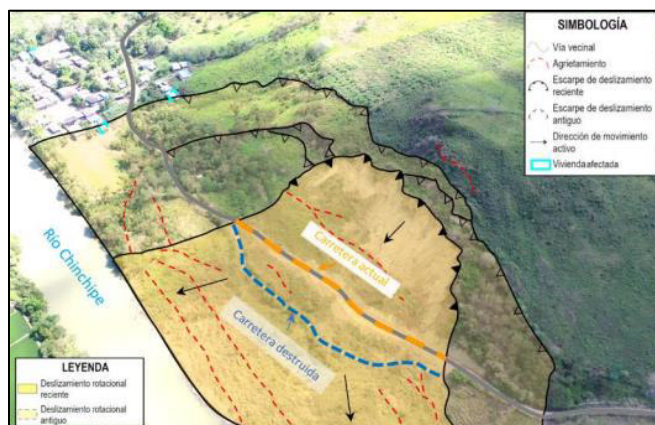 SIMBOLOGÍA
Vía vecinal
Agrietamiento
Escarpe de deslizamiento
reciente
Escarpe de deslizamiento
antiguo
Dirección de movimiento
activo
Vivienda afectada
Carretera actual
Río Chinchipe
Carretera destruida
LEYENDA
Deslizamiento rotacional
reciente
Deslizamiento rotacional
antiguo